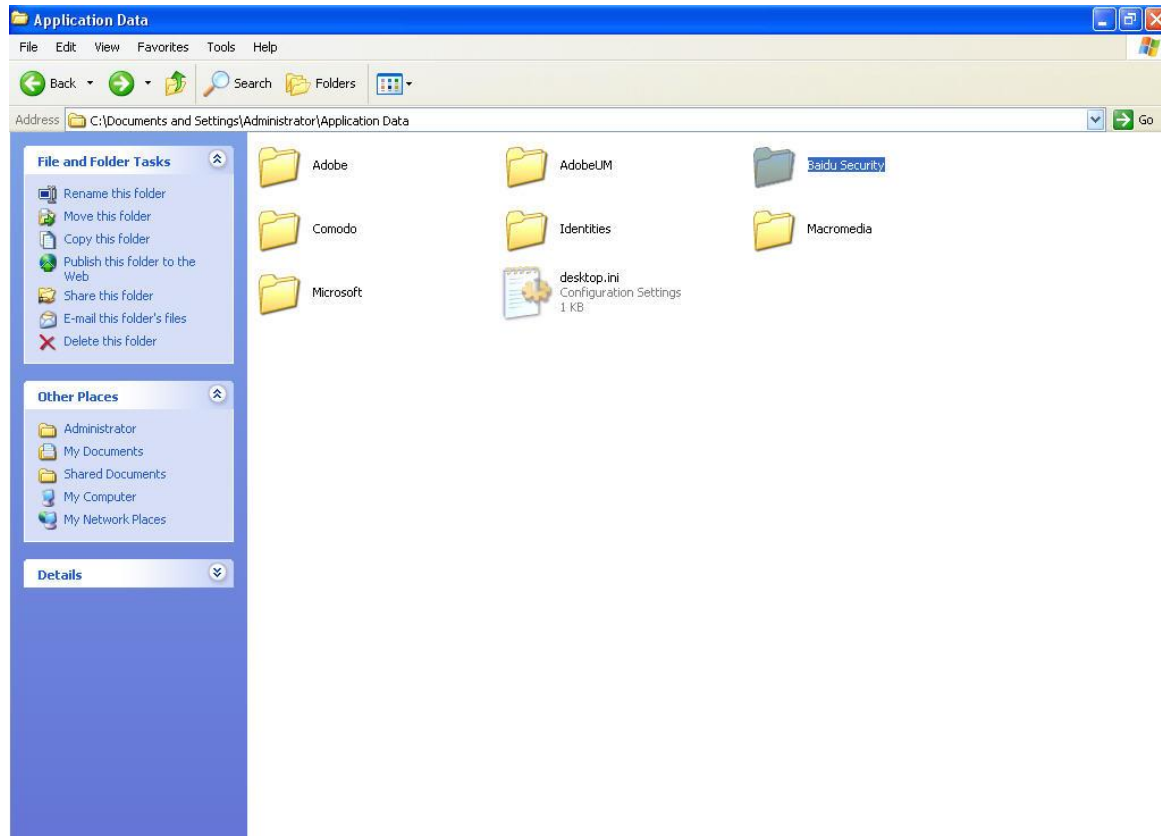 Application Data
File Edit View Favorites Tools Help
Back Search Folders
Address C:\Documents and Settings\Administrator\Application Data Go
File and Folder Tasks
Rename this folder
Move this folder
Copy this folder
Publish this folder to the
Web
Share this folder
E-mail this folder's files
Delete this folder
Other Places
Administrator
My Documents
Shared Documents
My Computer
My Network Places
Details
Adobe
AdobeUM
Baidu Security
Comodo
Identities
Macromedia
Microsoft
desktop.ini
Configuration Settings
1 KB